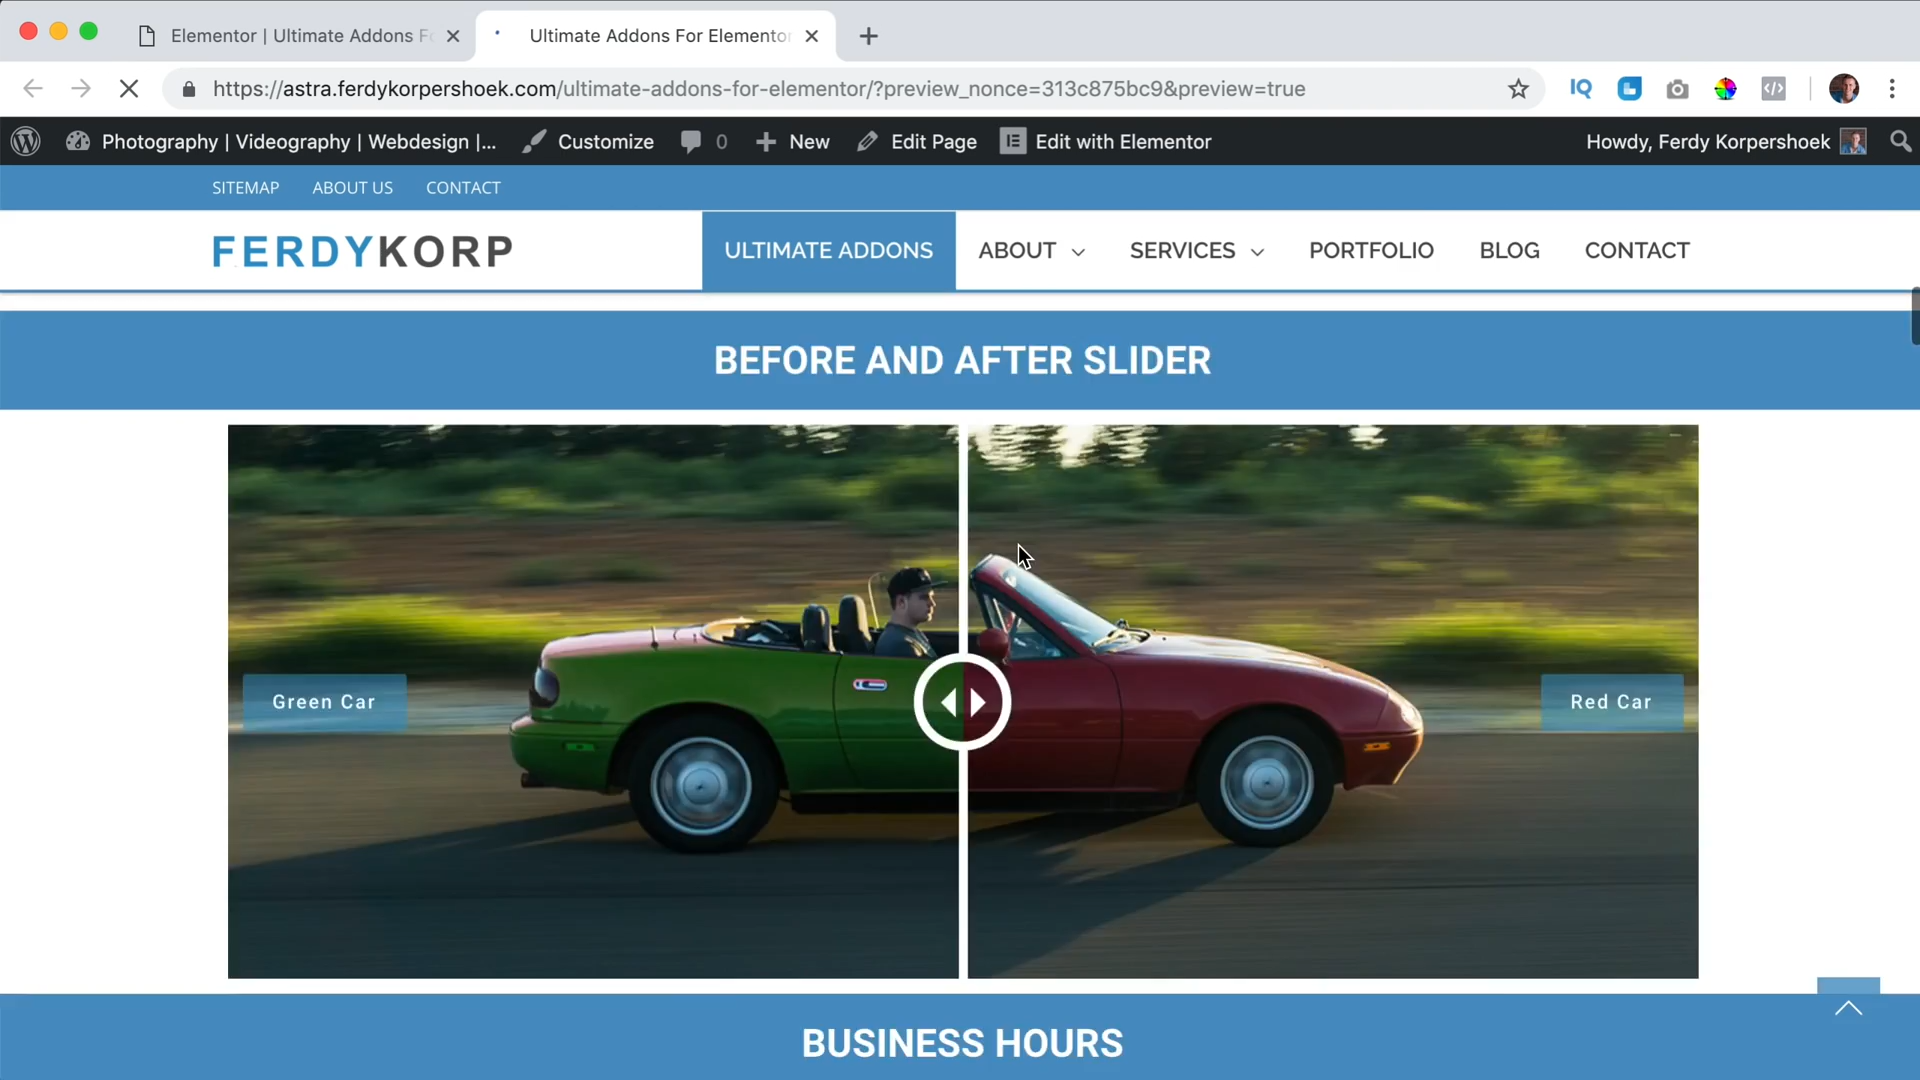 Elementor | Ultimate Addons F
Ultimate Addons For Elemento
https://astra.ferdykorpershoek.com/ultimate-addons-for-elementor/?preview_nonce=313c875bc9&preview=true
IQ
Photography | Videography | Webdesign |...
Customize
0
New
Edit Page
Edit with Elementor
Howdy, Ferdy Korpershoek
SITEMAP
ABOUT US
CONTACT
FERDYKORP
ULTIMATE ADDONS
ABOUT
SERVICES
PORTFOLIO
BLOG
CONTACT
BEFORE AND AFTER SLIDER
Green Car
Red Car
BUSINESS HOURS